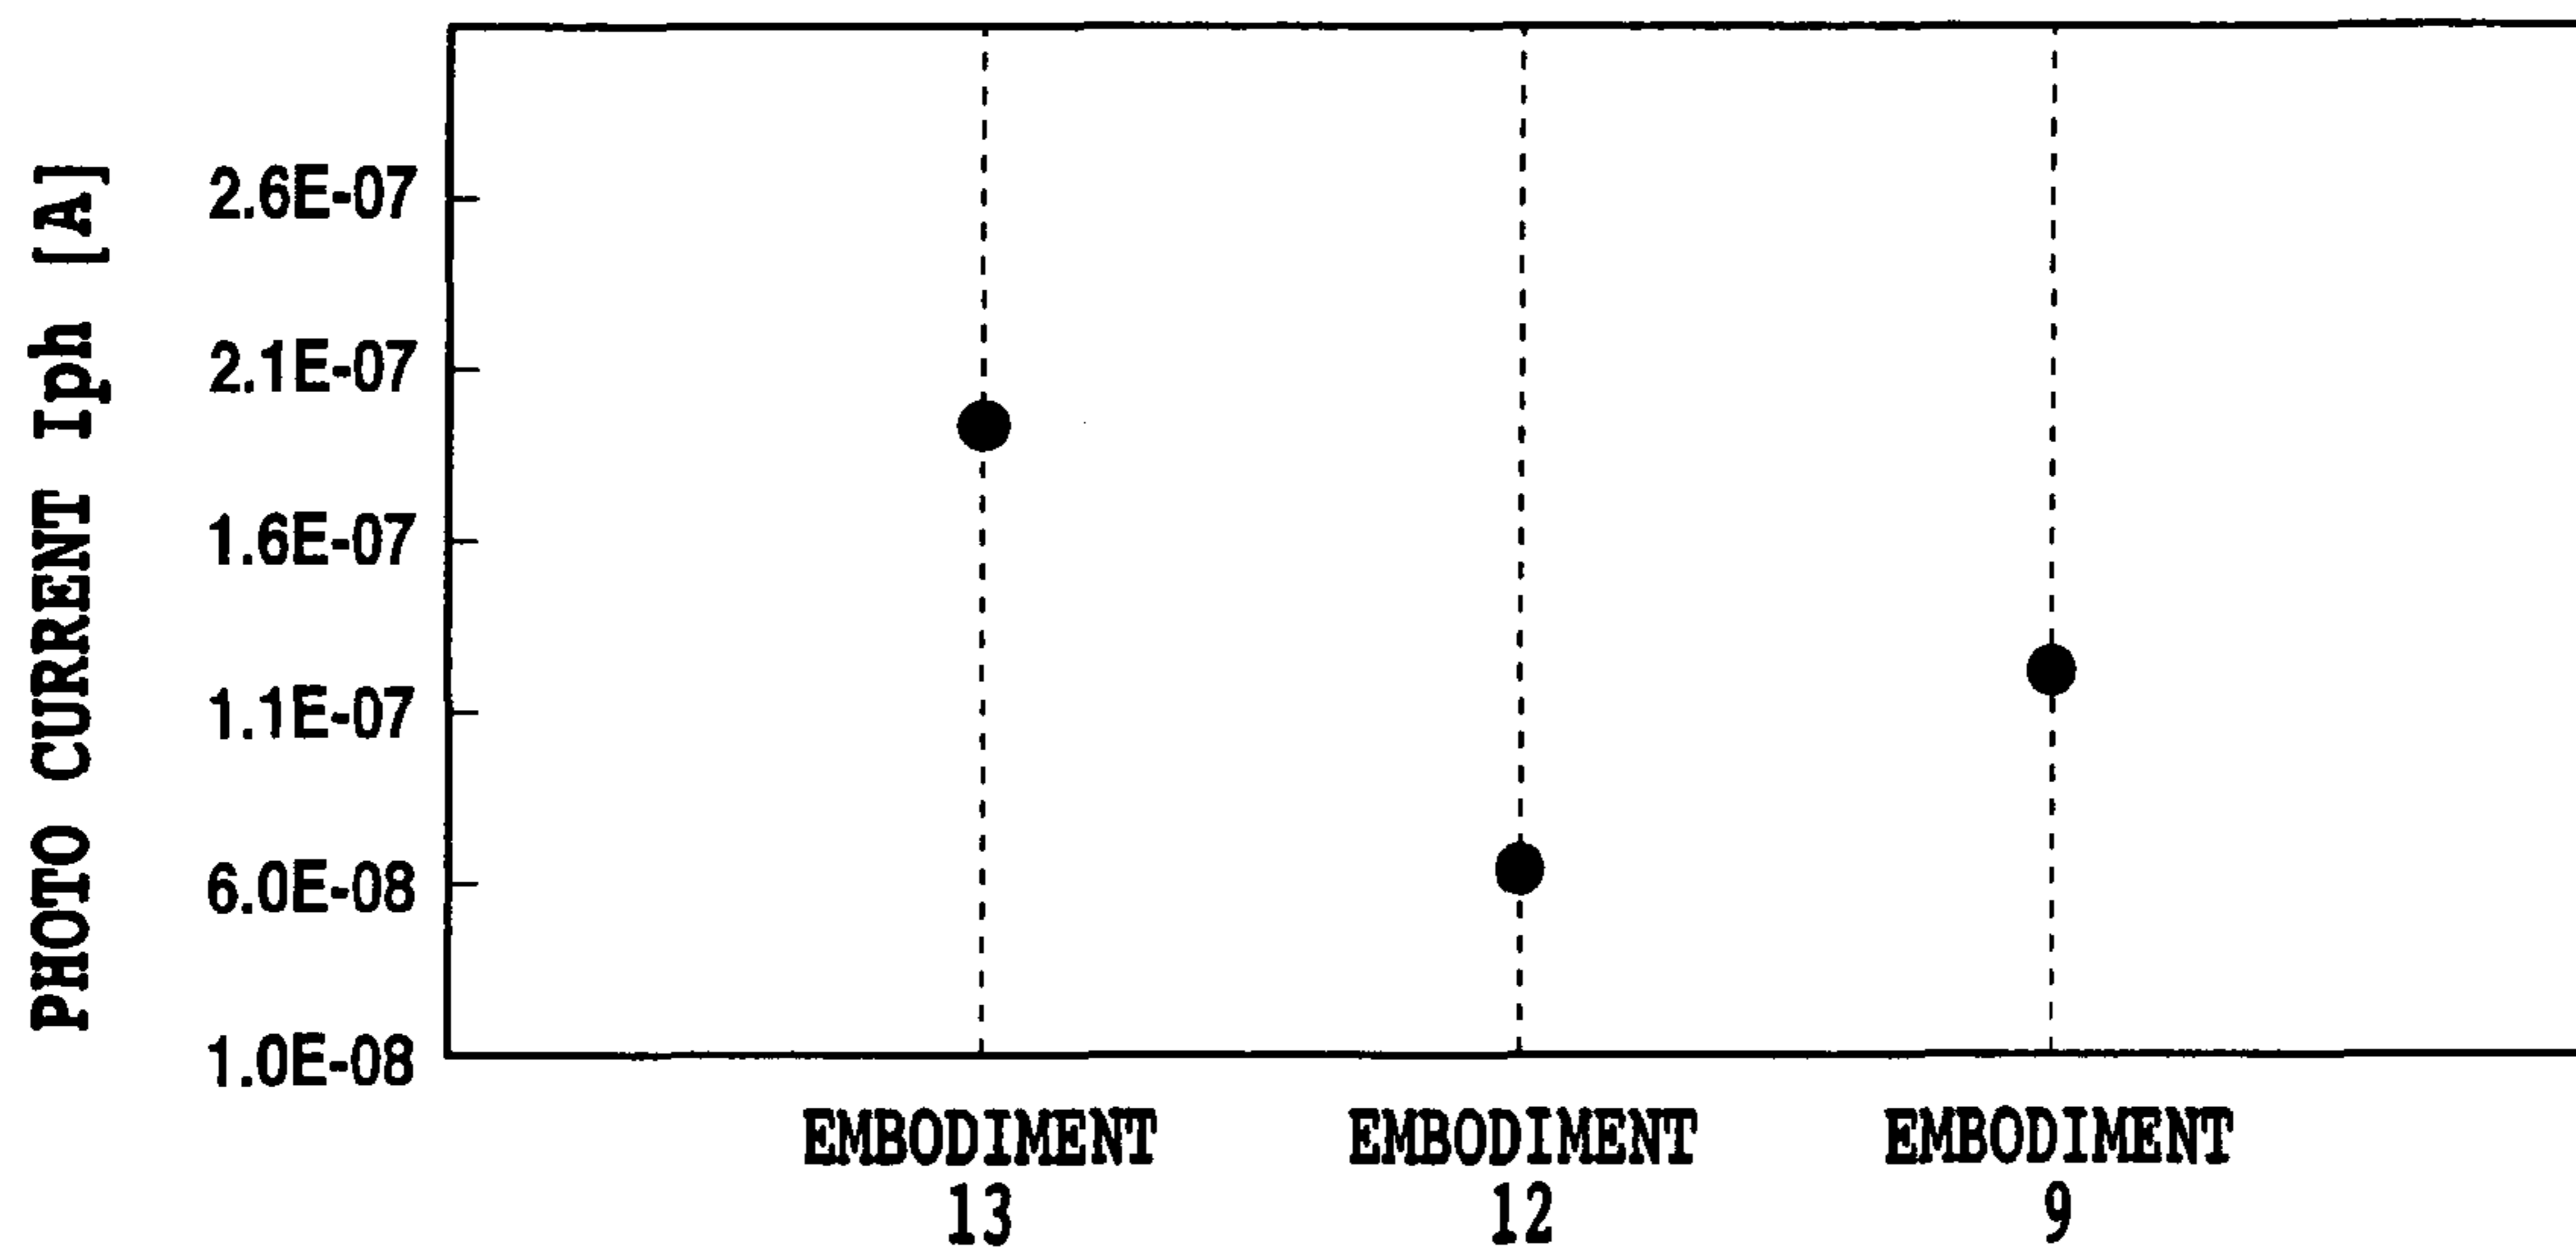 PHOTO CURRENT Iph [A]
2.6E-07
2.1E-07
1.6E-07
1.1E-07
6.0E-08
1.0E-08
EMBODIMENT
13
EMBODIMENT
12
EMBODIMENT
9